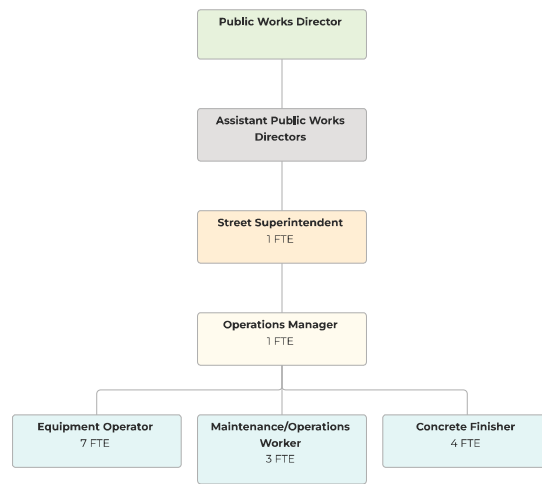 Public Works Director
Assistant Public Works
Directors
Street Superintendent
1 FTE
Operations Manager
1 FTE
Equipment Operator
7 FTE
Maintenance/Operations
Worker
3 FTE
Concrete Finisher
4 FTE